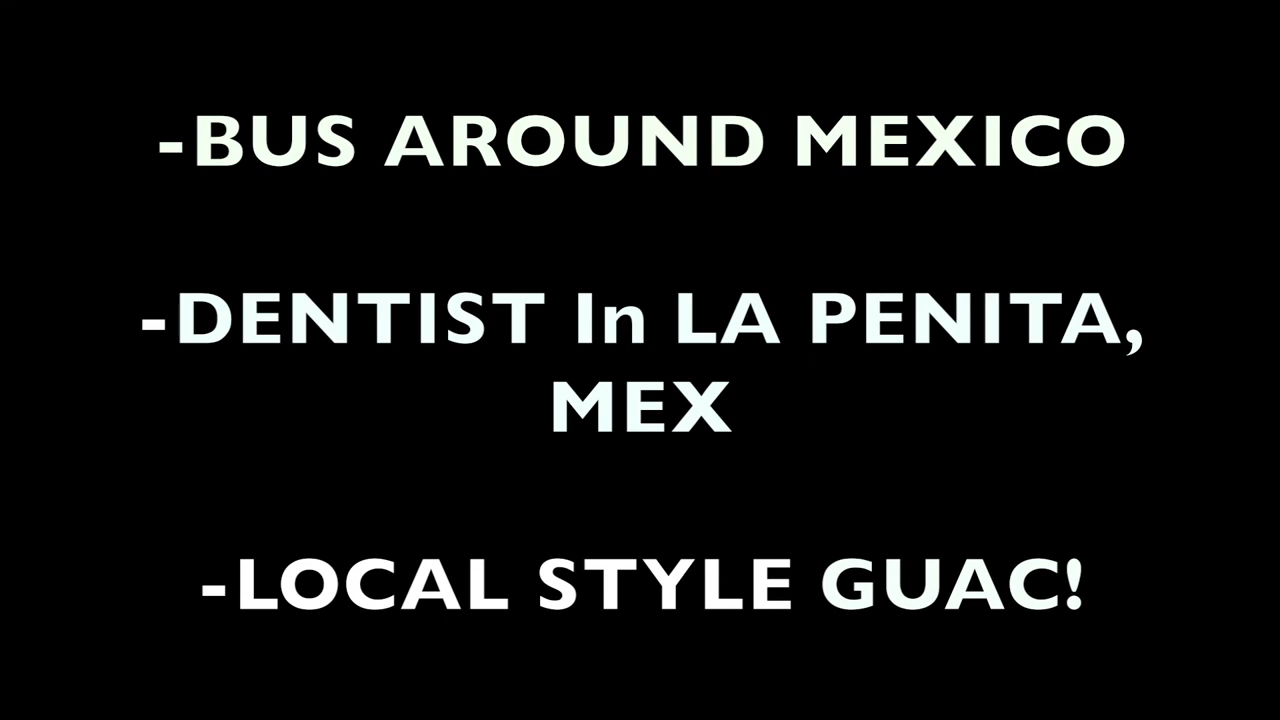 -BUS AROUND MEXICO
-DENTIST In LA PENITA,
MEX
-LOCAL STYLE GUAC!